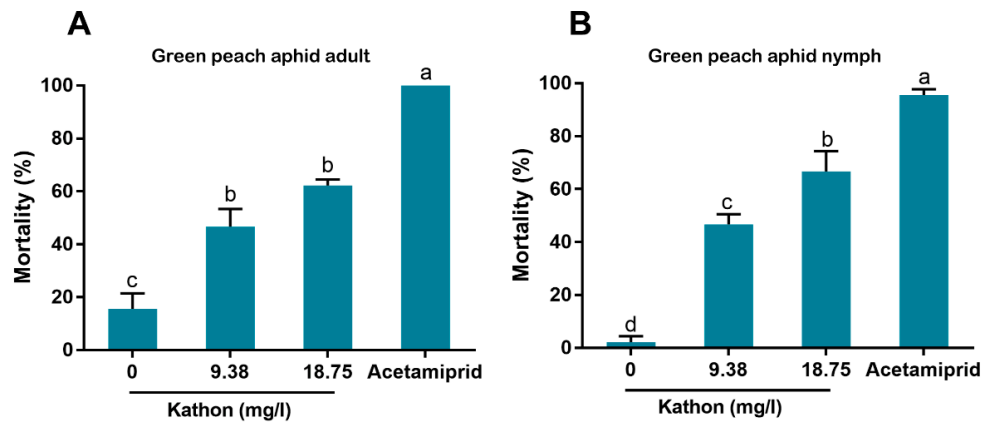 A
Green peach aphid adult
Mortality (%)
100
80
60
40
20
0
c
b
b
a
0 9.38 18.75 Acetamiprid
Kathon (mg/l)
B
Green peach aphid nymph
Mortality (%)
100
80
60
40
20
0
d
c
b
a
0 9.38 18.75 Acetamiprid
Kathon (mg/l)